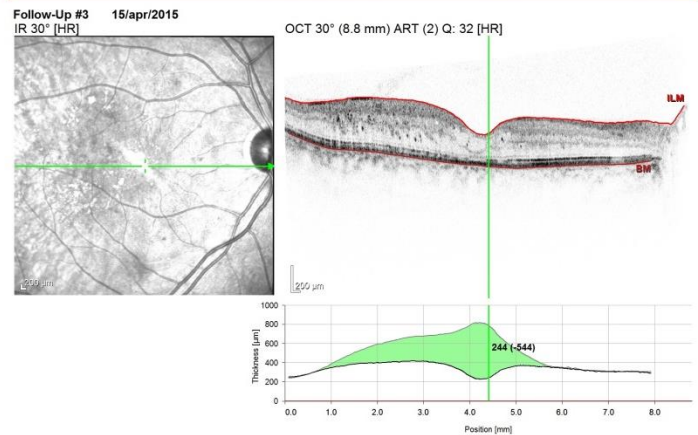 Follow-Up #3 15/apr/2015
IR 30° [HR]
OCT 30° (8.8 mm) ART (2) Q: 32 [HR]
ILM
BM
200 µm
200 µm
Thickness [µm]
1000
800
600
400
200
0
244 (-544)
0.0 1.0 2.0 3.0 4.0 5.0 6.0 7.0 8.0
Position [mm]